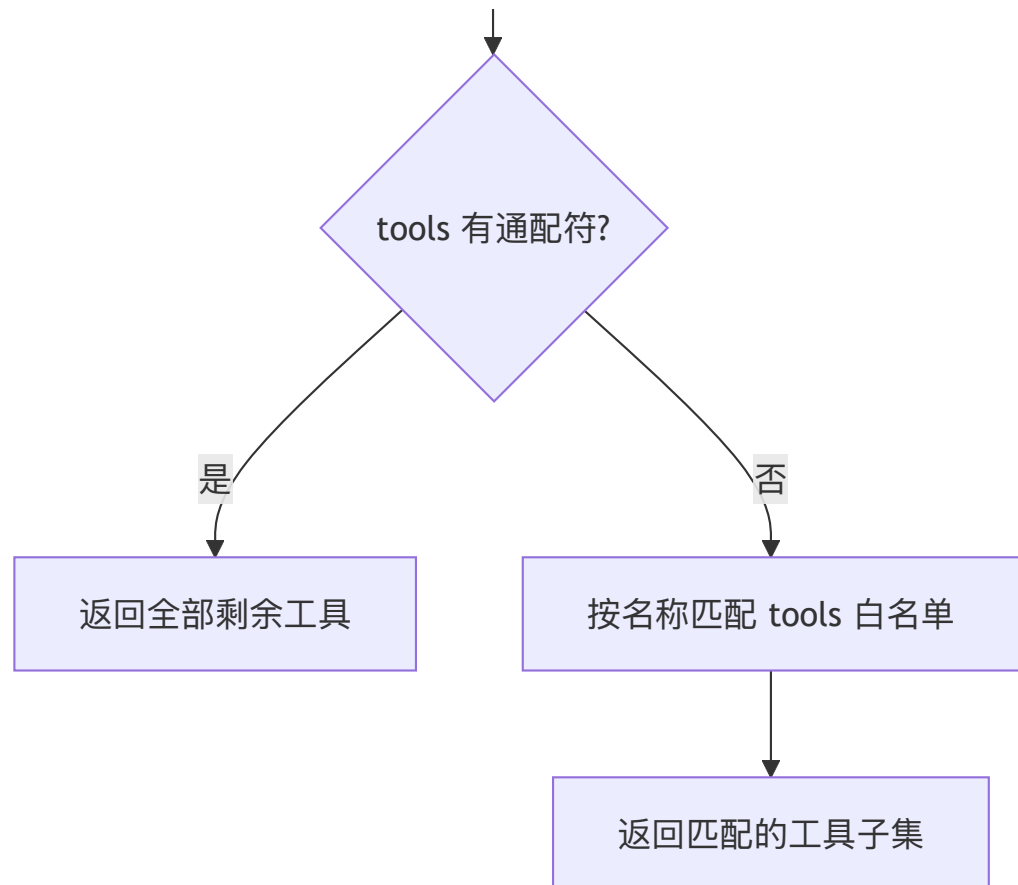 tools 有通配符?
是
否
返回全部剩余工具
按名称匹配 tools 白名单
返回匹配的工具子集